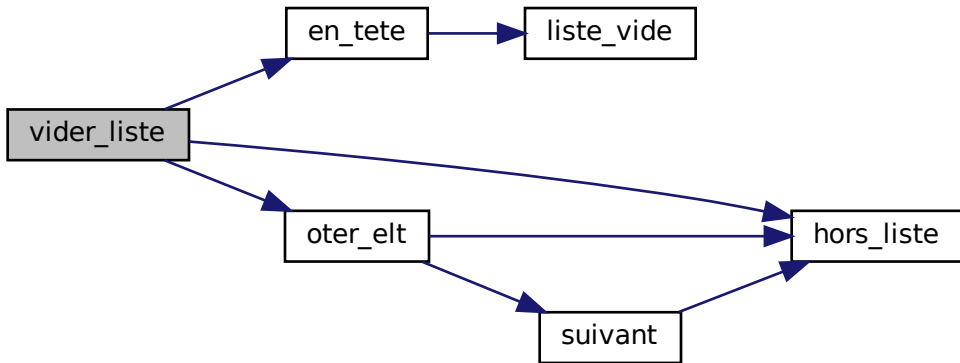 en_tete
liste_vide
vider_liste
oter_elt
hors_liste
suivant